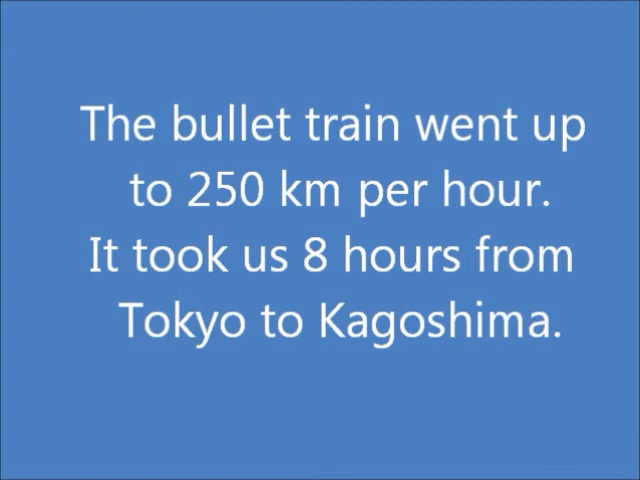 The bullet train went up
to 250 km per hour.
It took us 8 hours from
Tokyo to Kagoshima.